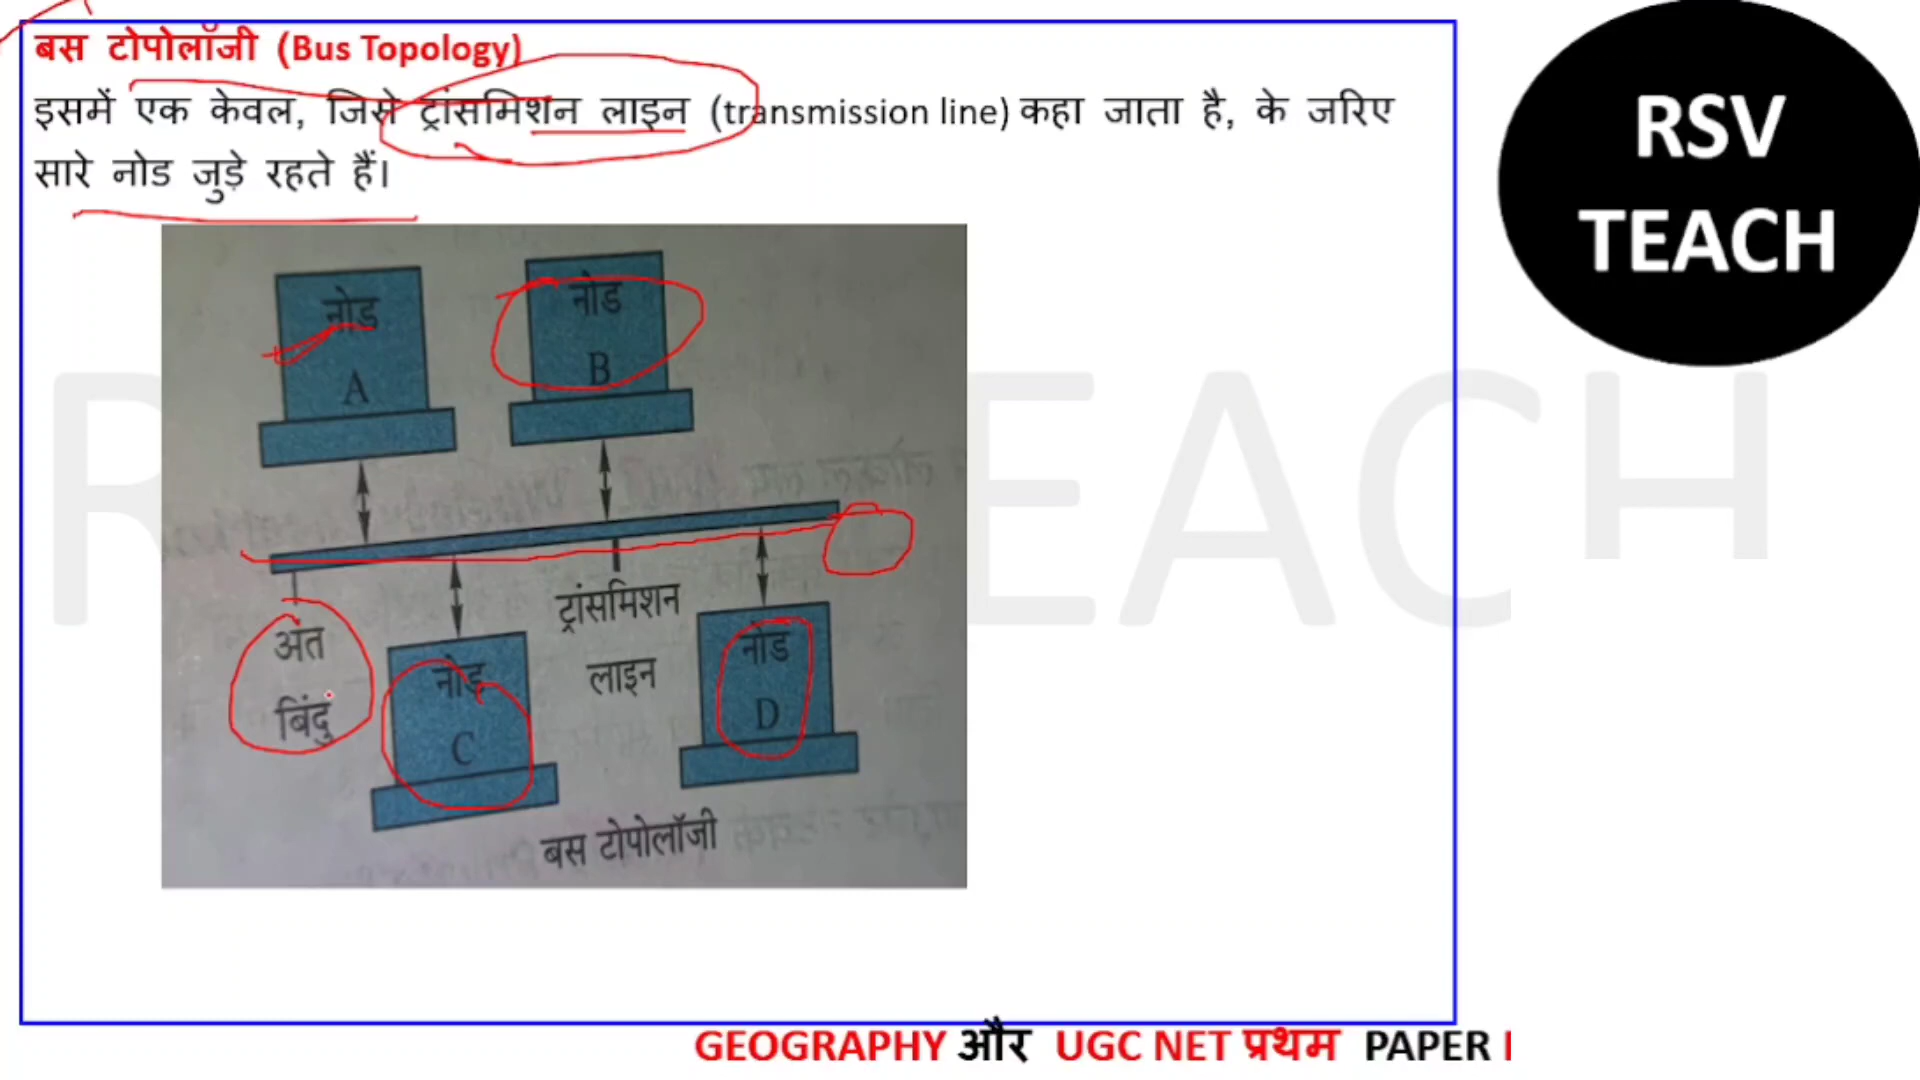 बस टोपोलॉजी (Bus Topology)
इसमें एक केवल, जिसे ट्रांसमिशन लाइन (transmission line) कहा जाता है, के जरिए
सारे नोड जुड़े रहते हैं।
RSV
TEACH
नोड
A
नोड
B
ट्रांसमिशन
लाइन
अंत
बिंदु
नोड
C
नोड
D
बस टोपोलॉजी
GEOGRAPHY और UGC NET प्रथम PAPER I